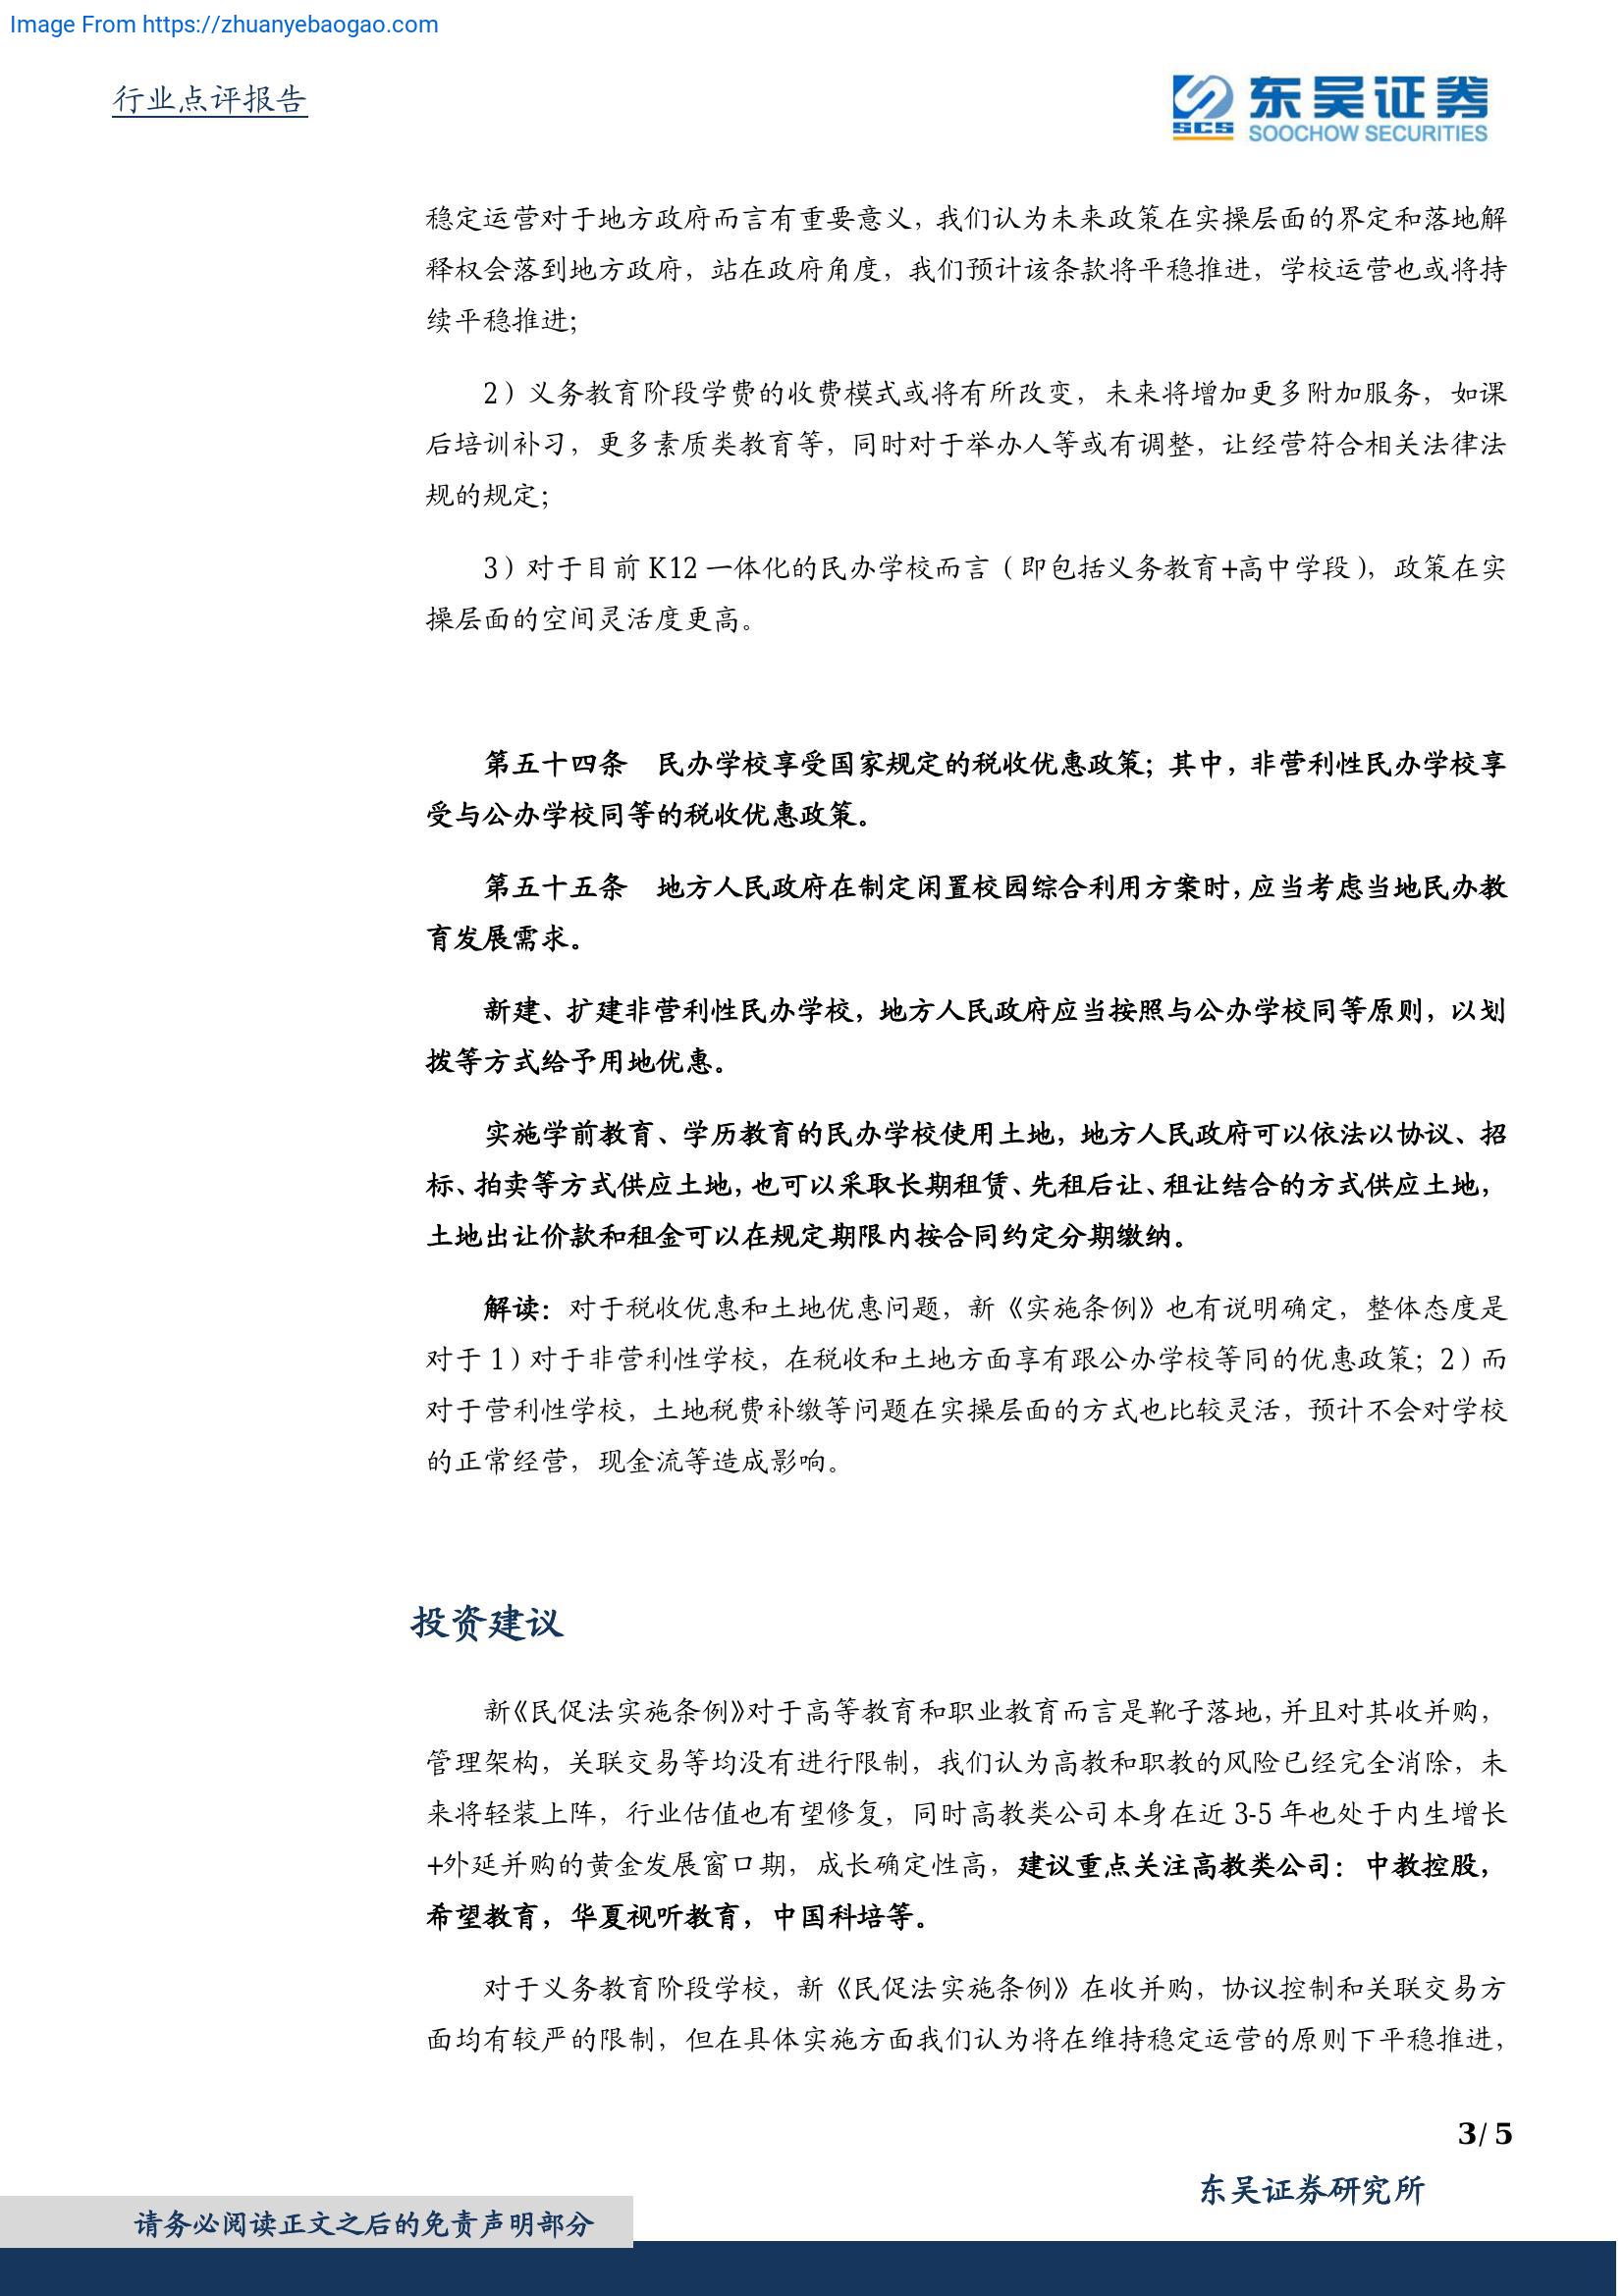 Image From https://zhuanyebaogao.com
行业点评报告
SCS 东吴证券
SOOCHOW SECURITIES
稳定运营对于地方政府而言有重要意义，我们认为未来政策在实操层面的界定和落地解
释权会落到地方政府，站在政府角度，我们预计该条款将平稳推进，学校运营也或将持
续平稳推进；
2）义务教育阶段学费的收费模式或将有所改变，未来将增加更多附加服务，如课
后培训补习，更多素质类教育等，同时对于举办人等或有调整，让经营符合相关法律法
规的规定；
3）对于目前 K12 一体化的民办学校而言（即包括义务教育+高中学段），政策在实
操层面的空间灵活度更高。
第五十四条　民办学校享受国家规定的税收优惠政策；其中，非营利性民办学校享
受与公办学校同等的税收优惠政策。
第五十五条　地方人民政府在制定闲置校园综合利用方案时，应当考虑当地民办教
育发展需求。
新建、扩建非营利性民办学校，地方人民政府应当按照与公办学校同等原则，以划
拨等方式给予用地优惠。
实施学前教育、学历教育的民办学校使用土地，地方人民政府可以依法以协议、招
标、拍卖等方式供应土地，也可以采取长期租赁、先租后让、租让结合的方式供应土地，
土地出让价款和租金可以在规定期限内按合同约定分期缴纳。
解读：对于税收优惠和土地优惠问题，新《实施条例》也有说明确定，整体态度是
对于 1）对于非营利性学校，在税收和土地方面享有跟公办学校等同的优惠政策；2）而
对于营利性学校，土地税费补缴等问题在实操层面的方式也比较灵活，预计不会对学校
的正常经营，现金流等造成影响。
投资建议
新《民促法实施条例》对于高等教育和职业教育而言是靴子落地，并且对其收并购，
管理架构，关联交易等均没有进行限制，我们认为高教和职教的风险已经完全消除，未
来将轻装上阵，行业估值也有望修复，同时高教类公司本身在近 3-5 年也处于内生增长
+外延并购的黄金发展窗口期，成长确定性高，建议重点关注高教类公司：中教控股，
希望教育，华夏视听教育，中国科培等。
对于义务教育阶段学校，新《民促法实施条例》在收并购，协议控制和关联交易方
面均有较严的限制，但在具体实施方面我们认为将在维持稳定运营的原则下平稳推进，
3/ 5
东吴证券研究所
请务必阅读正文之后的免责声明部分